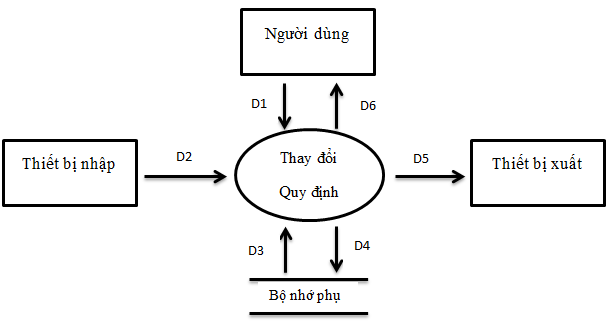 Người dùng
D1
D6
Thiết bị nhập
D2
Thay đổi
Quy định
D5
Thiết bị xuất
D3
D4
Bộ nhớ phụ